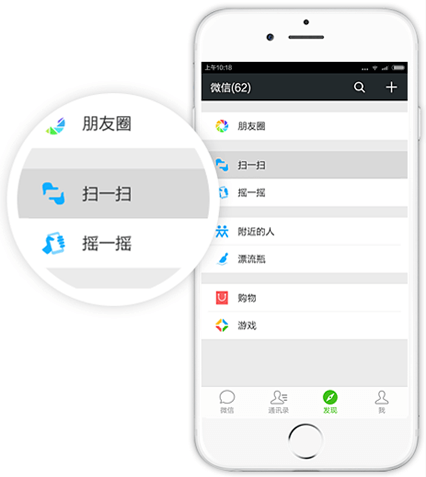 朋友圈
扫一扫
摇一摇
上午10:18
微信(62)
朋友圈
扫一扫
摇一摇
附近的人
漂流瓶
购物
游戏
微信
通讯录
发现
我